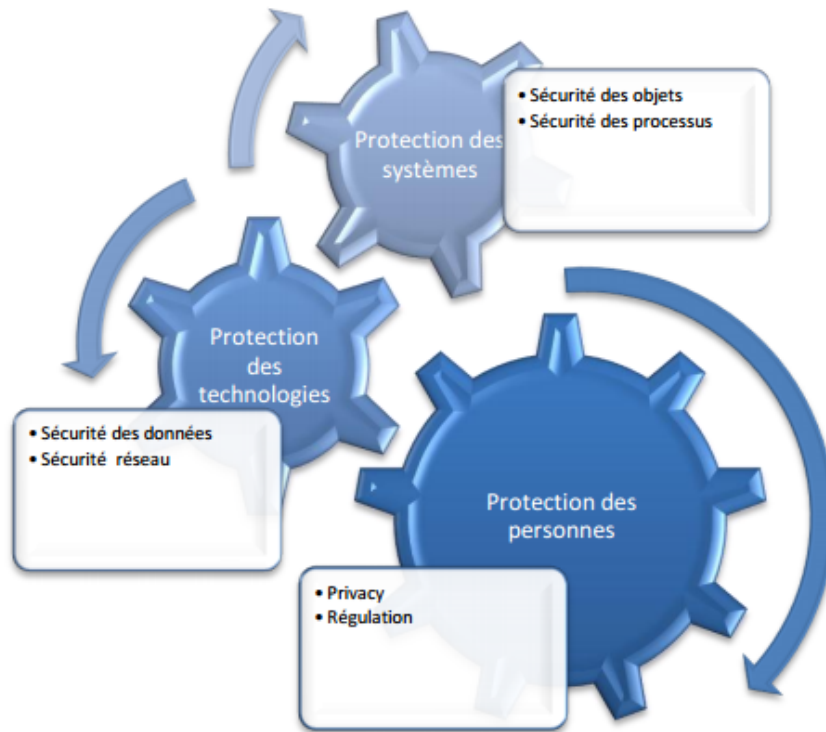 Protection des
systèmes
• Sécurité des objets
• Sécurité des processus
Protection
des
technologies
• Sécurité des données
• Sécurité réseau
Protection des
personnes
• Privacy
• Régulation